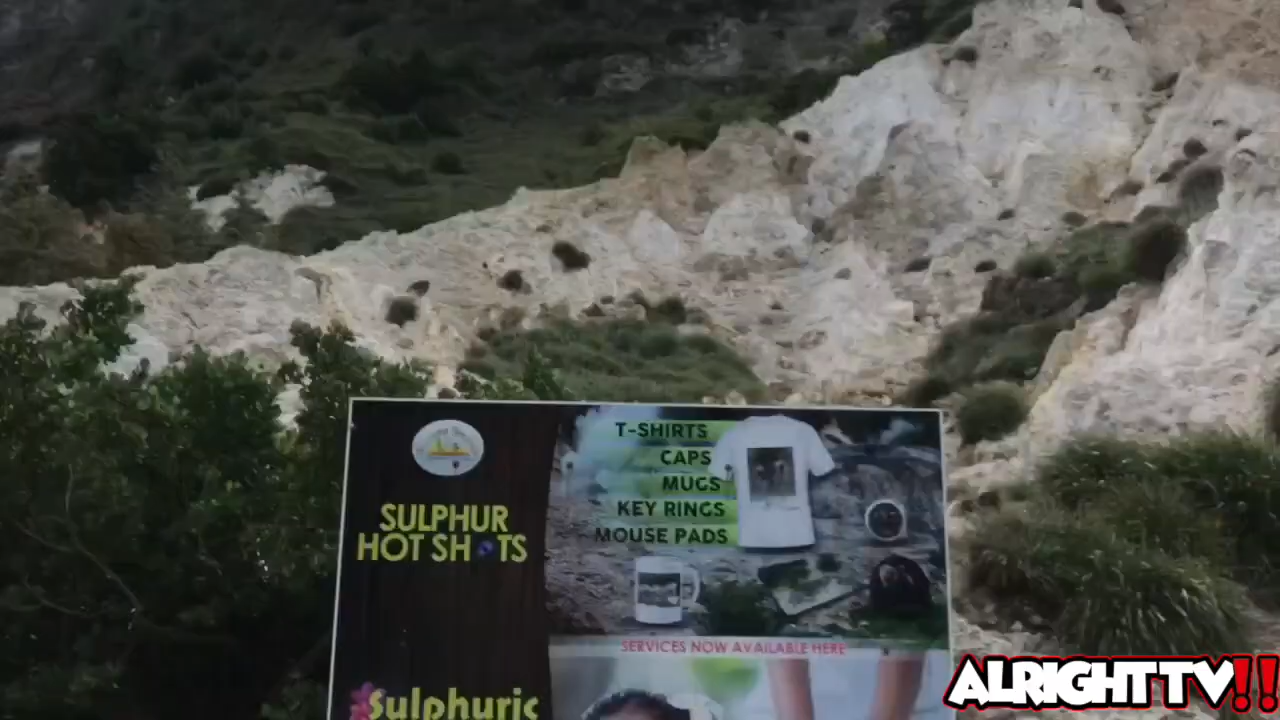 SULPHUR
HOT SHOTS
T-SHIRTS
CAPS
MUGS
KEY RINGS
MOUSE PADS
SERVICES NOW AVAILABLE HERE
Sulphuric
ALRIGHTTV!!